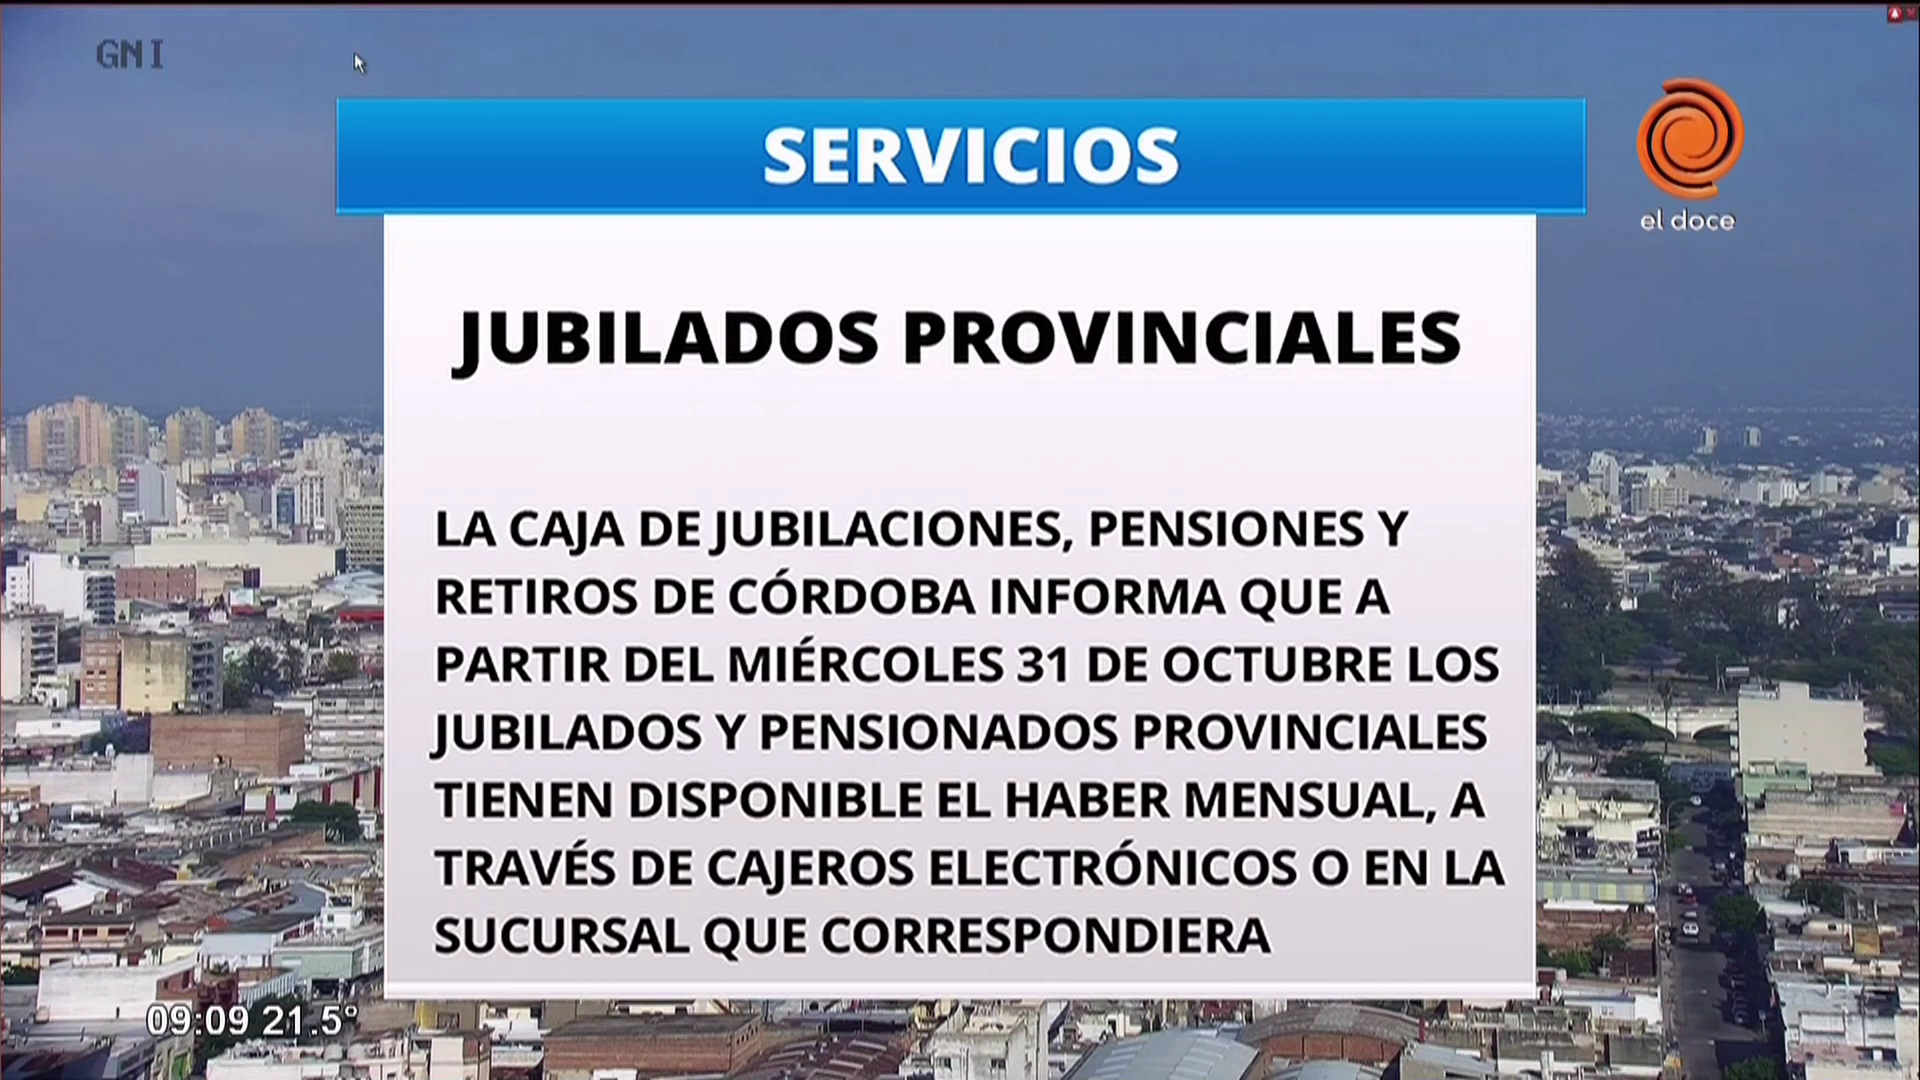 GNI
SERVICIOS
el doce
JUBILADOS PROVINCIALES
LA CAJA DE JUBILACIONES, PENSIONES Y
RETIROS DE CÓRDOBA INFORMA QUE A
PARTIR DEL MIÉRCOLES 31 DE OCTUBRE LOS
JUBILADOS Y PENSIONADOS PROVINCIALES
TIENEN DISPONIBLE EL HABER MENSUAL, A
TRAVÉS DE CAJEROS ELECTRÓNICOS O EN LA
SUCURSAL QUE CORRESPONDIERA
09:09 21.5°